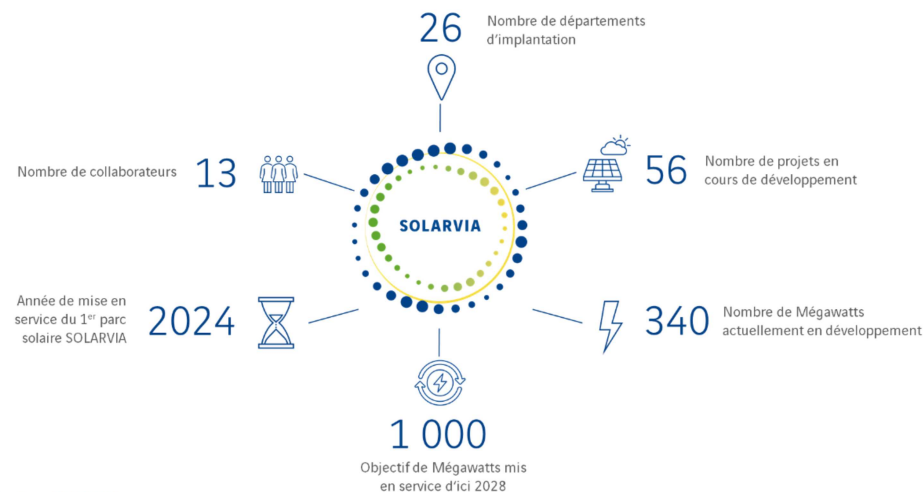 26
Nombre de départements
d'implantation
Nombre de collaborateurs
13
56
Nombre de projets en
cours de développement
SOLARVIA
Année de mise en
service du 1er parc
solaire SOLARVIA
2024
340
Nombre de Mégawatts
actuellement en développement
1 000
Objectif de Mégawatts mis
en service d'ici 2028